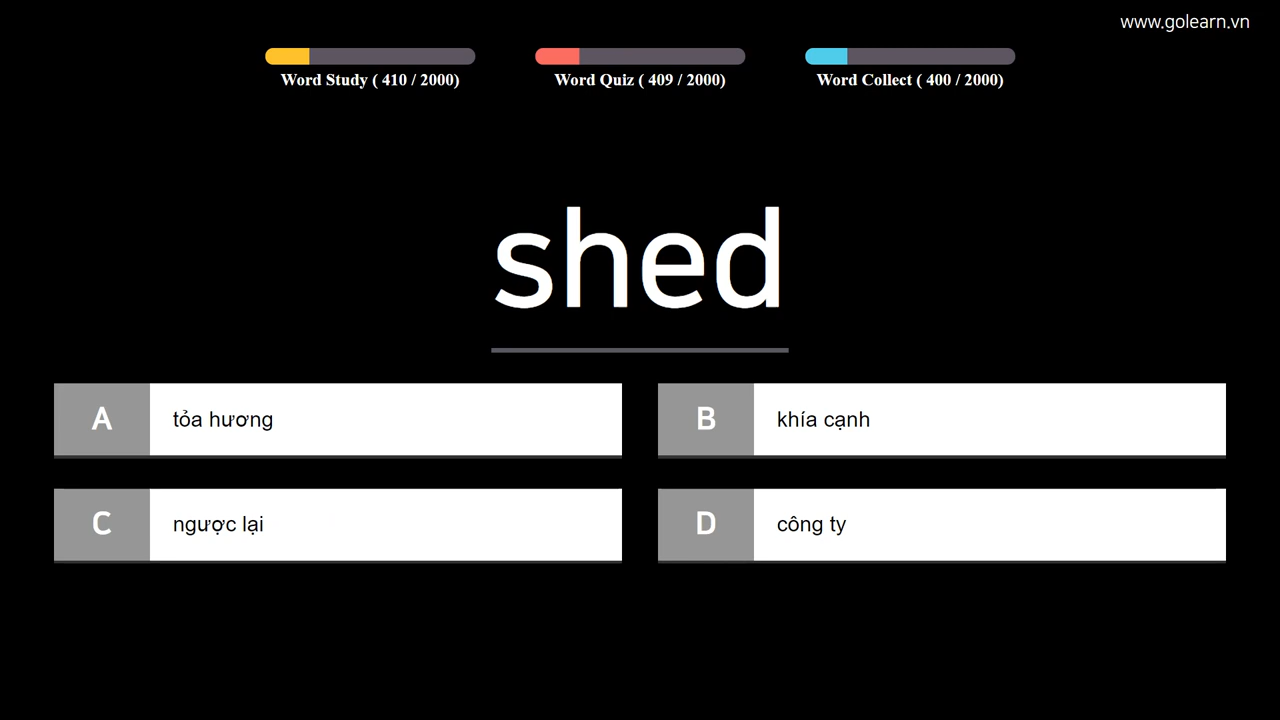 www.golearn.vn
Word Study ( 410 / 2000)
Word Quiz ( 409 / 2000)
Word Collect ( 400 / 2000)
shed
A tỏa hương
B khía cạnh
C ngược lại
D công ty